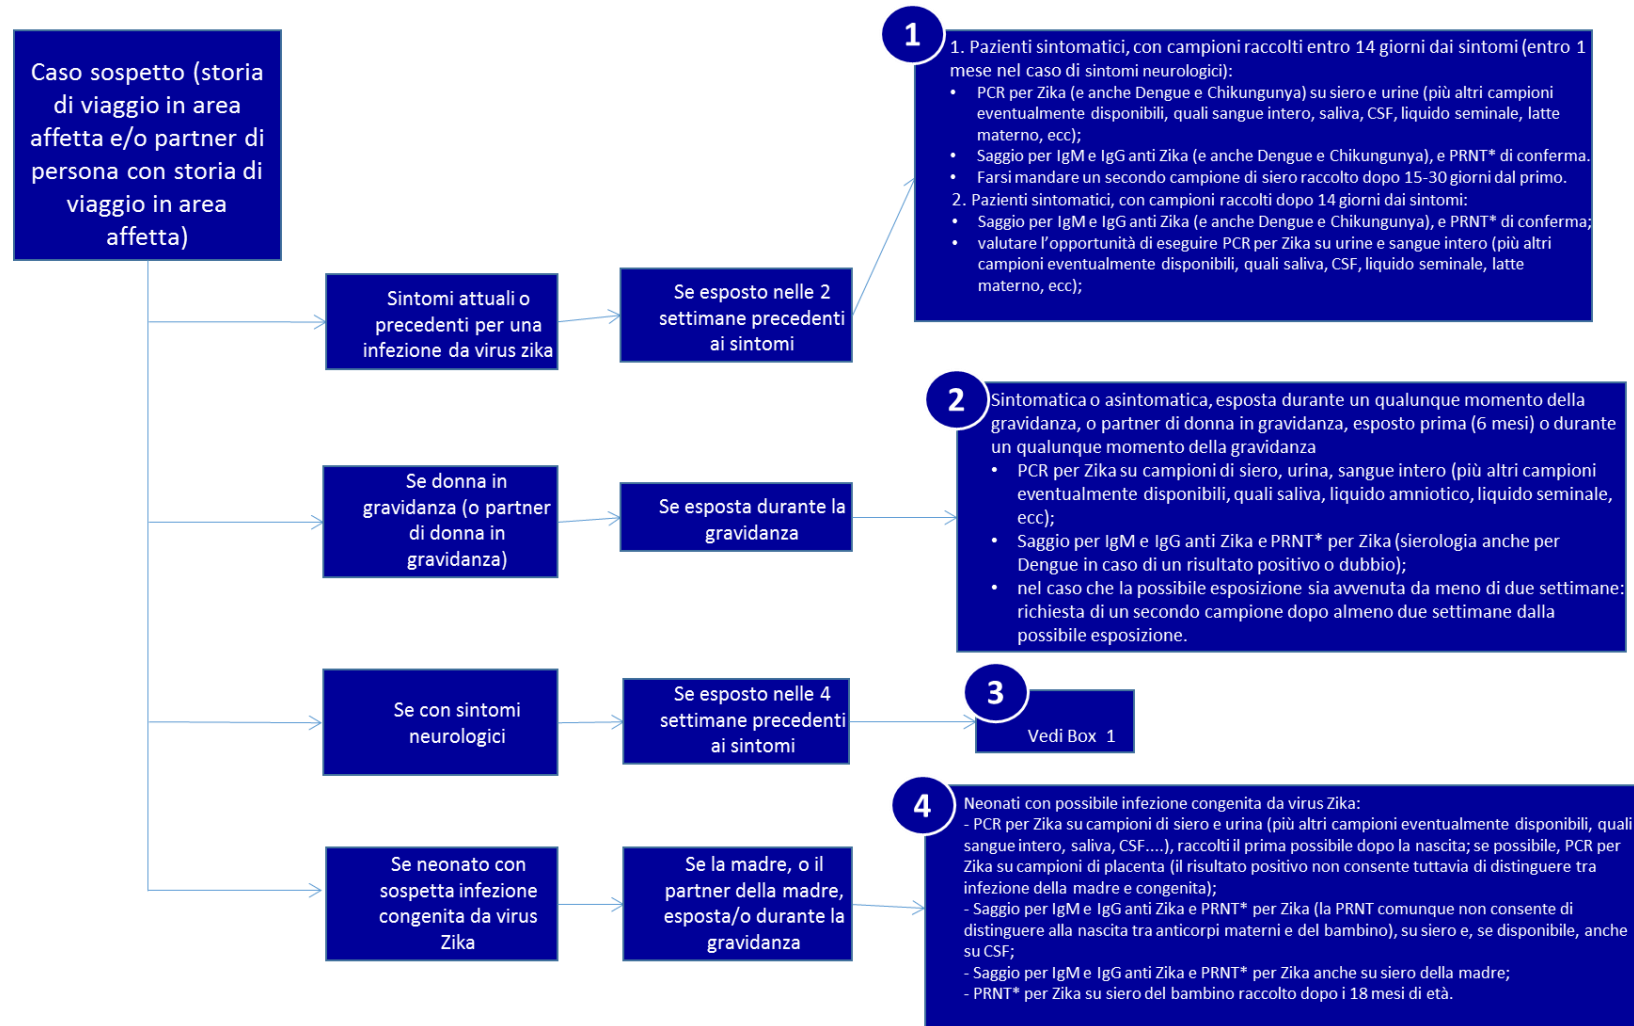 Caso sospetto (storia
di viaggio in area
affetta e/o partner di
persona con storia di
viaggio in area
affetta)
Sintomi attuali o
precedenti per una
infezione da virus zika
Se esposto nelle 2
settimane precedenti
ai sintomi
1
1. Pazienti sintomatici, con campioni raccolti entro 14 giorni dai sintomi (entro 1
mese nel caso di sintomi neurologici):
• PCR per Zika (e anche Dengue e Chikungunya) su siero e urine (più altri campioni
eventualmente disponibili, quali sangue intero, saliva, CSF, liquido seminale, latte
materno, ecc);
• Saggio per IgM e IgG anti Zika (e anche Dengue e Chikungunya), e PRNT* di conferma.
• Farsi mandare un secondo campione di siero raccolto dopo 15-30 giorni dal primo.
2. Pazienti sintomatici, con campioni raccolti dopo 14 giorni dai sintomi:
• Saggio per IgM e IgG anti Zika (e anche Dengue e Chikungunya), e PRNT* di conferma;
• valutare l'opportunità di eseguire PCR per Zika su urine e sangue intero (più altri
campioni eventualmente disponibili, quali saliva, CSF, liquido seminale, latte
materno, ecc);
Se donna in
gravidanza (o partner
di donna in
gravidanza)
Se esposta durante la
gravidanza
2
Sintomatica o asintomatica, esposta durante un qualunque momento della
gravidanza, o partner di donna in gravidanza, esposto prima (6 mesi) o durante
un qualunque momento della gravidanza
• PCR per Zika su campioni di siero, urina, sangue intero (più altri campioni
eventualmente disponibili, quali saliva, liquido amniotico, liquido seminale,
ecc);
• Saggio per IgM e IgG anti Zika e PRNT* per Zika (sierologia anche per
Dengue in caso di un risultato positivo o dubbio);
• nel caso che la possibile esposizione sia avvenuta da meno di due settimane:
richiesta di un secondo campione dopo almeno due settimane dalla
possibile esposizione.
Se con sintomi
neurologici
Se esposto nelle 4
settimane precedenti
ai sintomi
3
Vedi Box 1
Se neonato con
sospetta infezione
congenita da virus
Zika
Se la madre, o il
partner della madre,
esposta/o durante la
gravidanza
4
Neonati con possibile infezione congenita da virus Zika:
- PCR per Zika su campioni di siero e urina (più altri campioni eventualmente disponibili, quali
sangue intero, saliva, CSF....), raccolti il prima possibile dopo la nascita; se possibile, PCR per
Zika su campioni di placenta (il risultato positivo non consente tuttavia di distinguere tra
infezione della madre e congenita);
- Saggio per IgM e IgG anti Zika e PRNT* per Zika (la PRNT comunque non consente di
distinguere alla nascita tra anticorpi materni e del bambino), su siero e, se disponibile, anche
su CSF;
- Saggio per IgM e IgG anti Zika e PRNT* per Zika anche su siero della madre;
- PRNT* per Zika su siero del bambino raccolto dopo i 18 mesi di età.